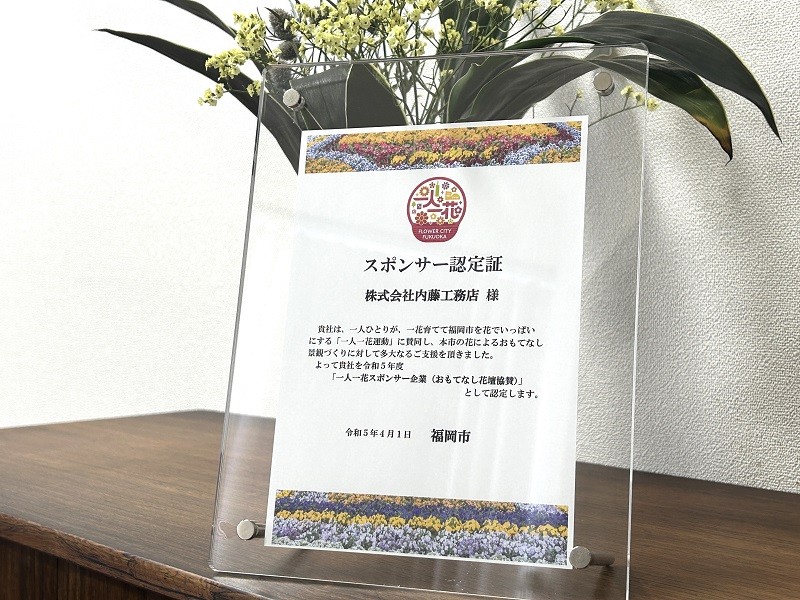 一人一花
FLOWER CITY
FUKUOKA
スポンサー認定証
株式会社内藤工務店 様
貴社は、一人ひとりが、一花育てて福岡市を花でいっぱい
にする「一人一花運動」に賛同し、本市の花によるおもてなし
景観づくりに対して多大なるご支援を頂きました。
よって貴社を令和５年度
「一人一花スポンサー企業（おもてなし花壇協賛）」
として認定します。
令和５年４月１日 福岡市